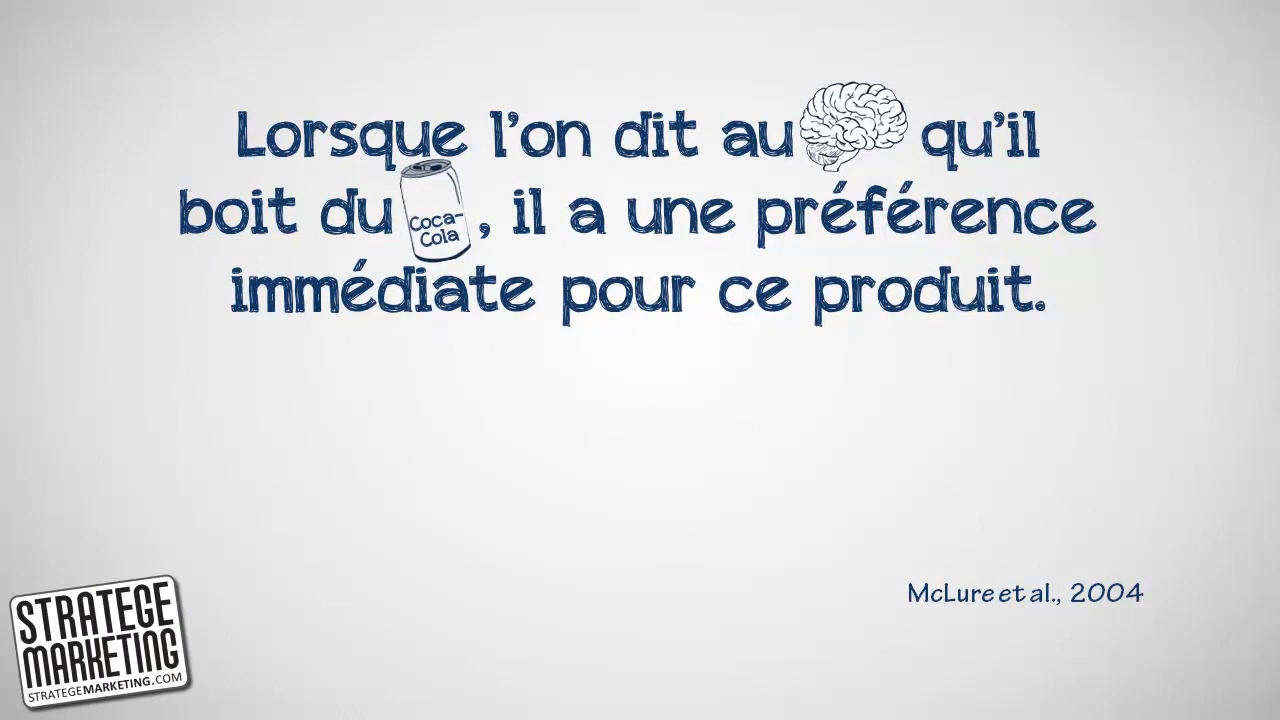 Lorsque l'on dit au qu'il
boit du Coca-
Cola, il a une préférence
immédiate pour ce produit.
McLure et al., 2004
STRATEGE
MARKETING
STRATEGEMARKETING.COM